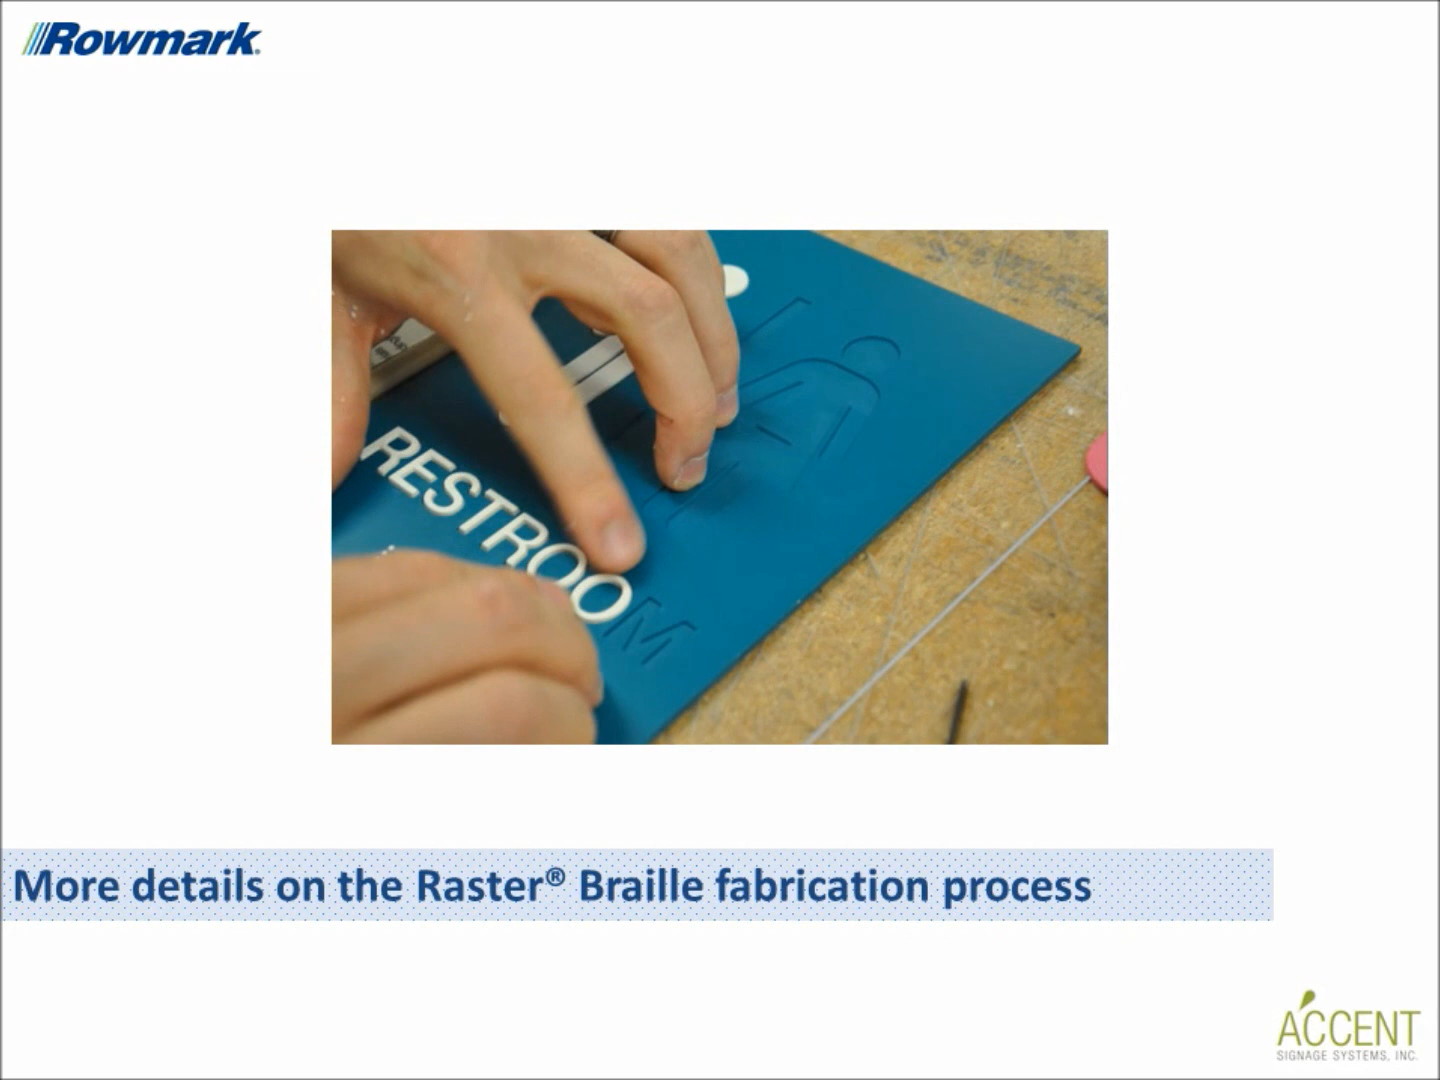 Rowmark®
RESTROOM
More details on the Raster® Braille fabrication process
ACCENT
SIGNAGE SYSTEMS, INC.